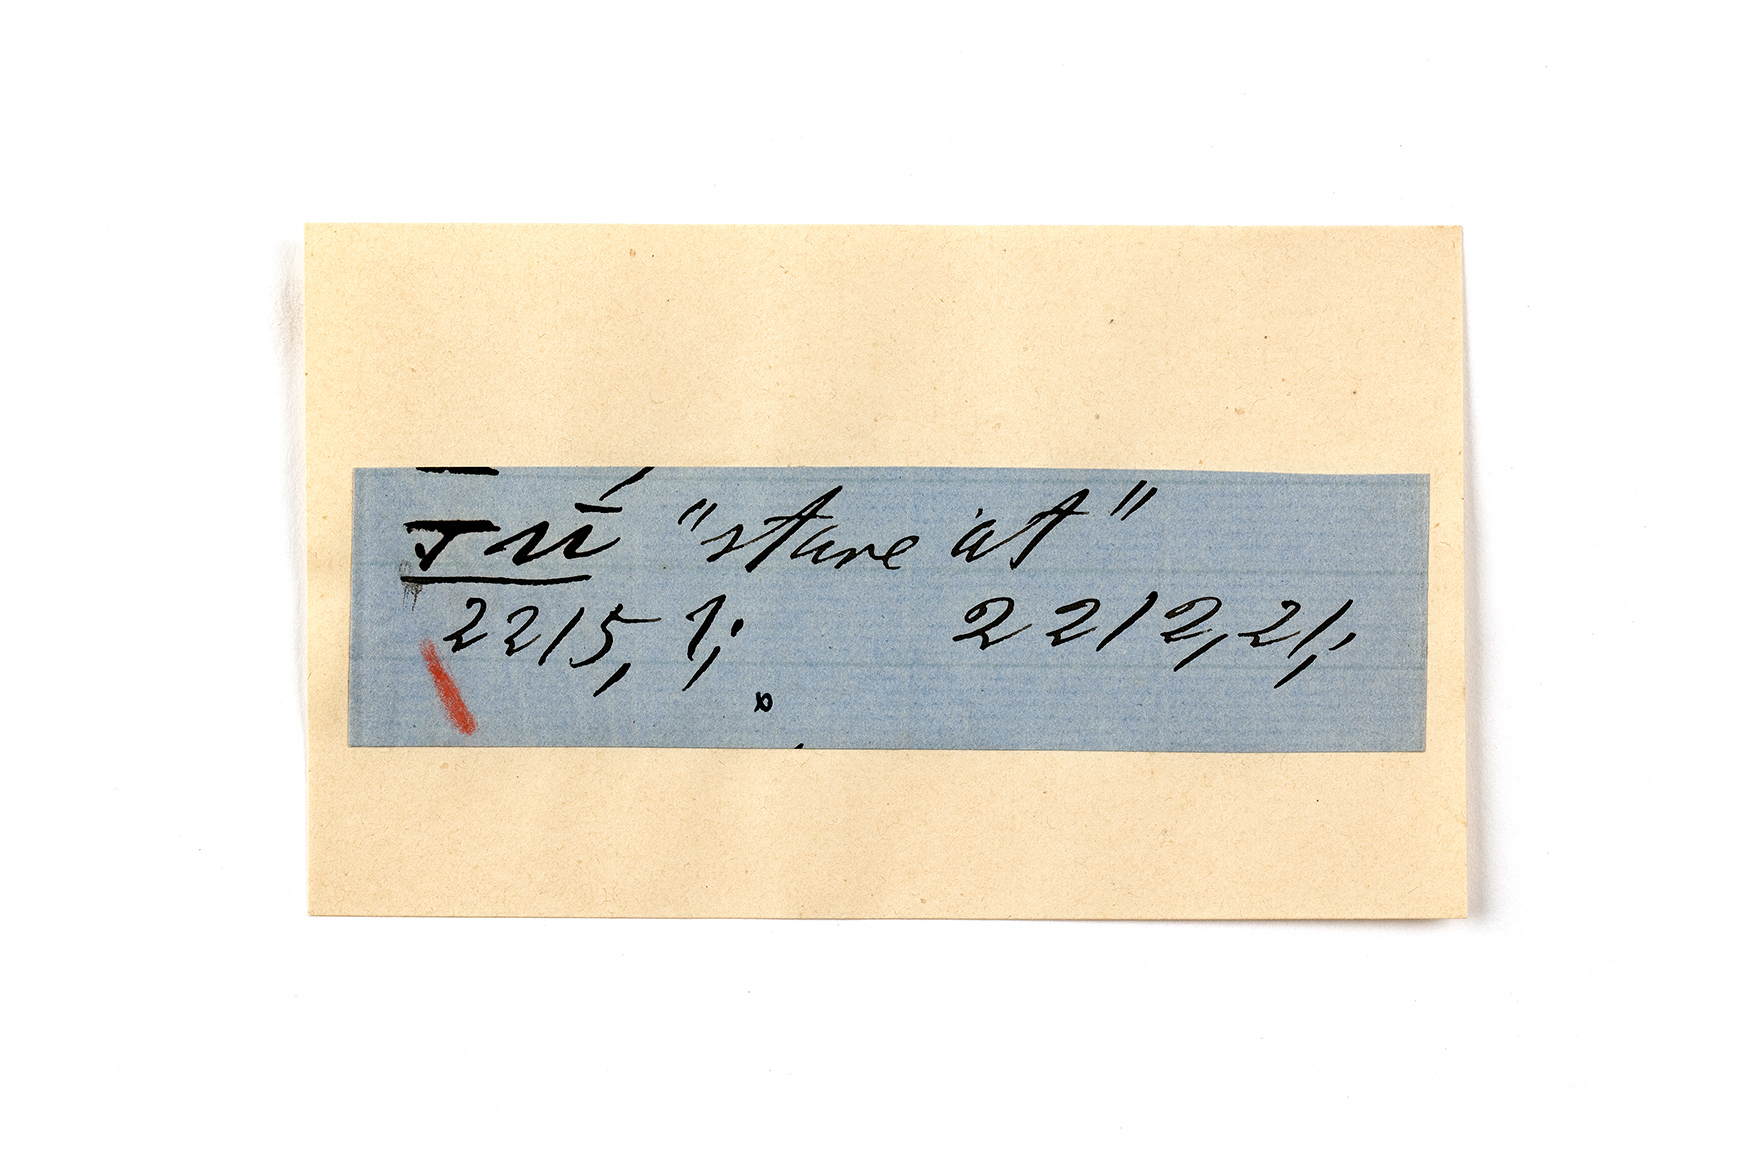 "stare at"
2215, 1; 2212, 21;